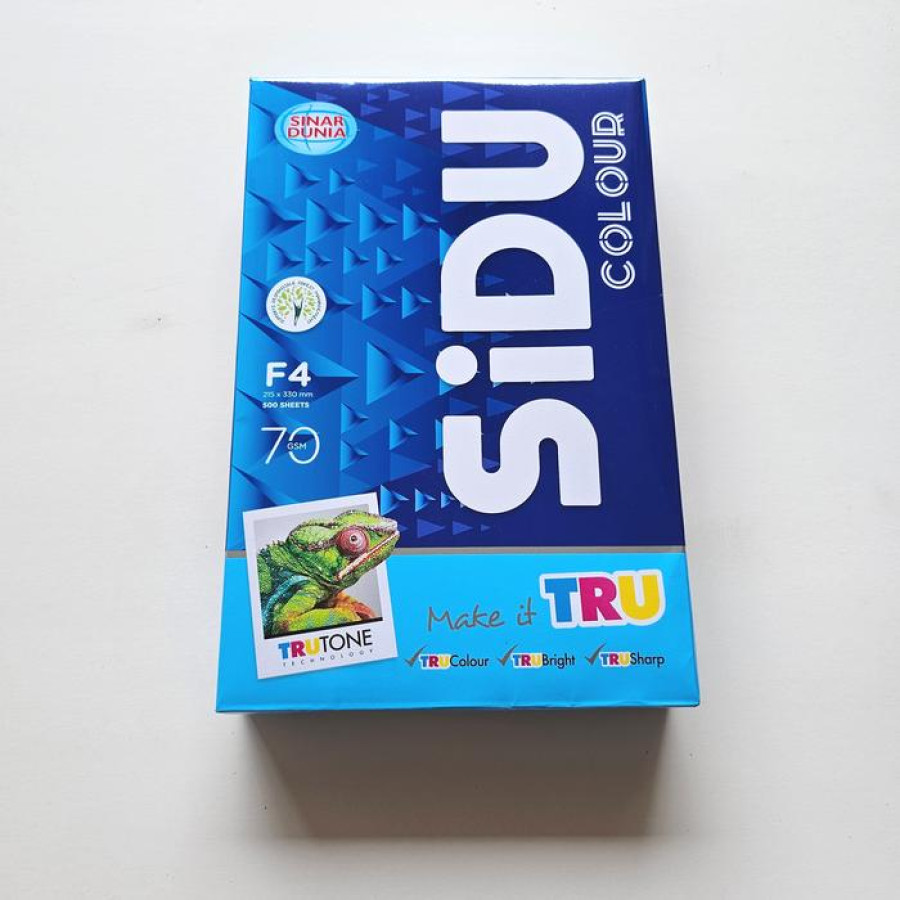 SINAR
DUNIA
SiDU
COLOUR
F4
215 x 330 mm
500 SHEETS
70
GSM
Make it TRU
TRUTONE
TECHNOLOGY
TRUColour TRUBright TRUSharp